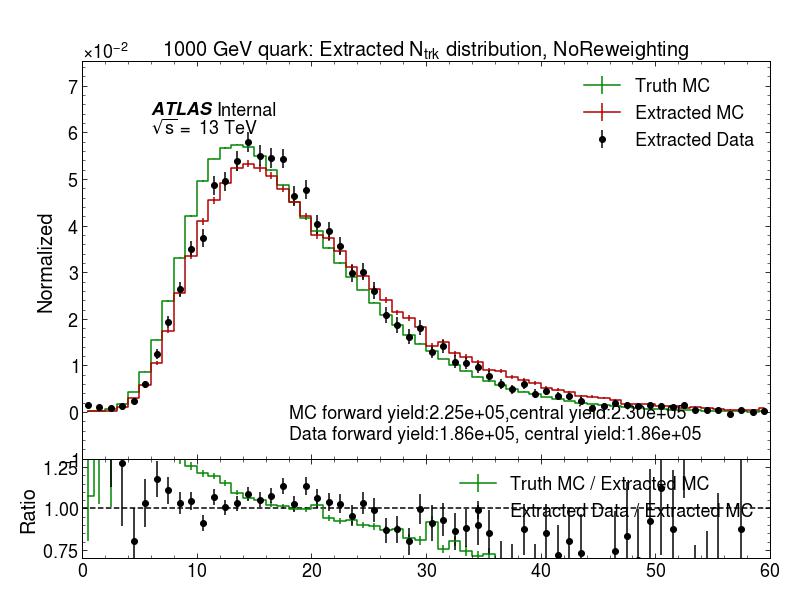 ×10⁻²
1000 GeV quark: Extracted Ntrk distribution, NoReweighting
ATLAS Internal
√s = 13 TeV
Truth MC
Extracted MC
Extracted Data
Normalized
7
6
5
4
3
2
1
0
1
MC forward yield:2.25e+05,central yield:2.30e+05
Data forward yield:1.86e+05, central yield:1.86e+05
Ratio
1.25
1.00
0.75
Truth MC / Extracted MC
Extracted Data / Extracted MC
0 10 20 30 40 50 60